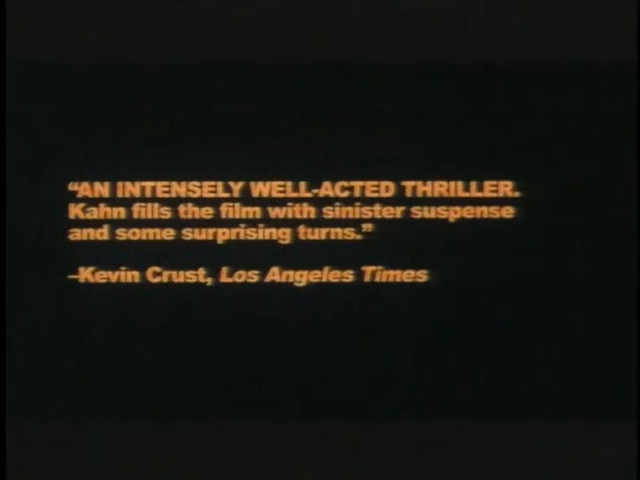 “AN INTENSELY WELL-ACTED THRILLER.
Kahn fills the film with sinister suspense
and some surprising turns.”
–Kevin Crust, Los Angeles Times